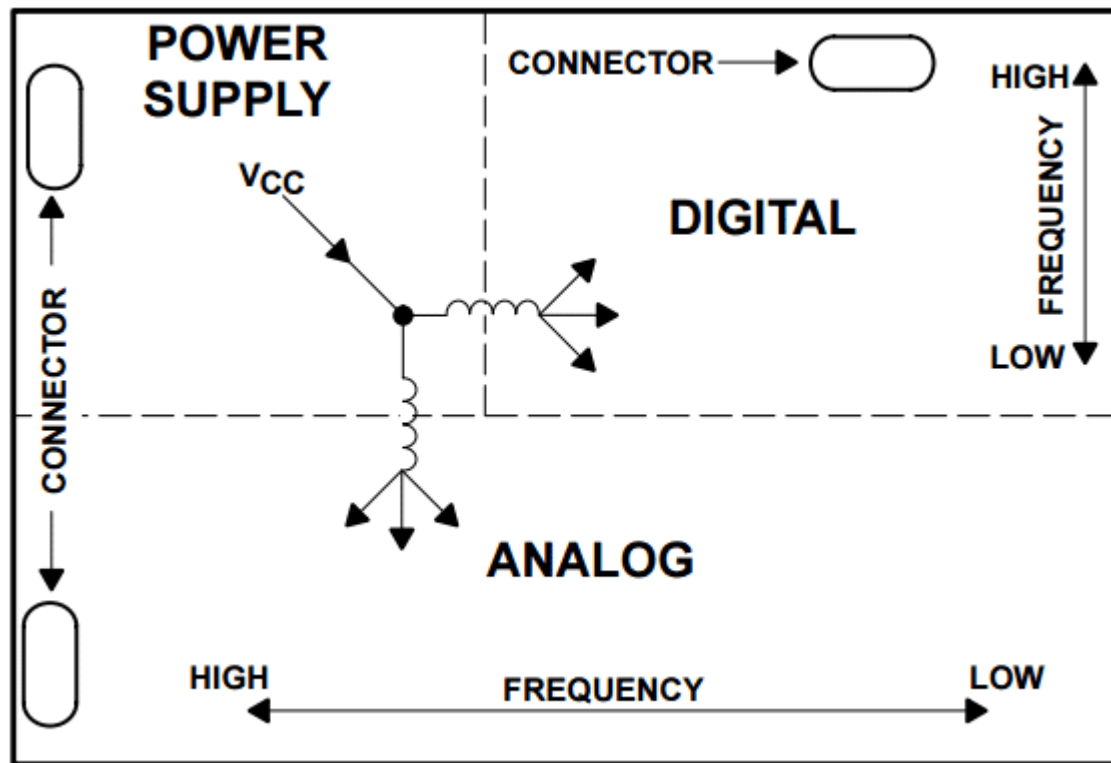 POWER
SUPPLY
CONNECTOR
HIGH
FREQUENCY
LOW
VCC
DIGITAL
CONNECTOR
ANALOG
HIGH
FREQUENCY
LOW